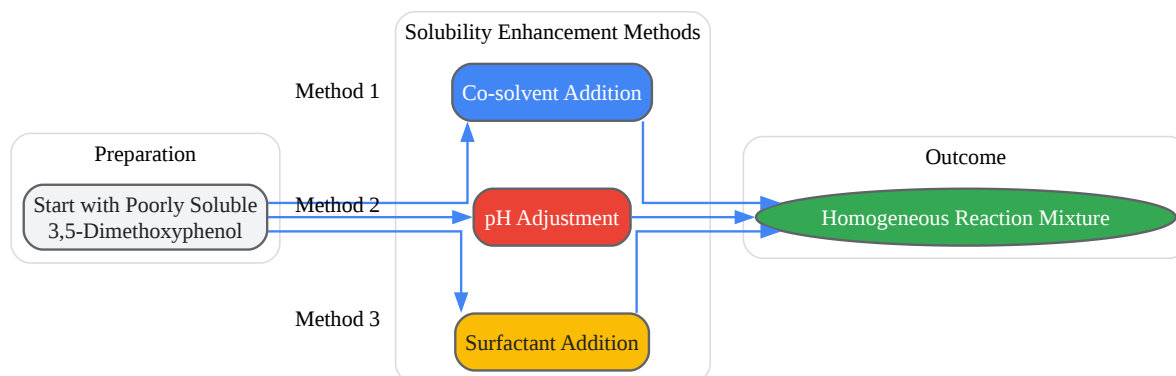 Solubility Enhancement Methods
Method 1
Co-solvent Addition
Preparation
Start with Poorly Soluble
3,5-Dimethoxyphenol
Method 2
pH Adjustment
Method 3
Surfactant Addition
Outcome
Homogeneous Reaction Mixture